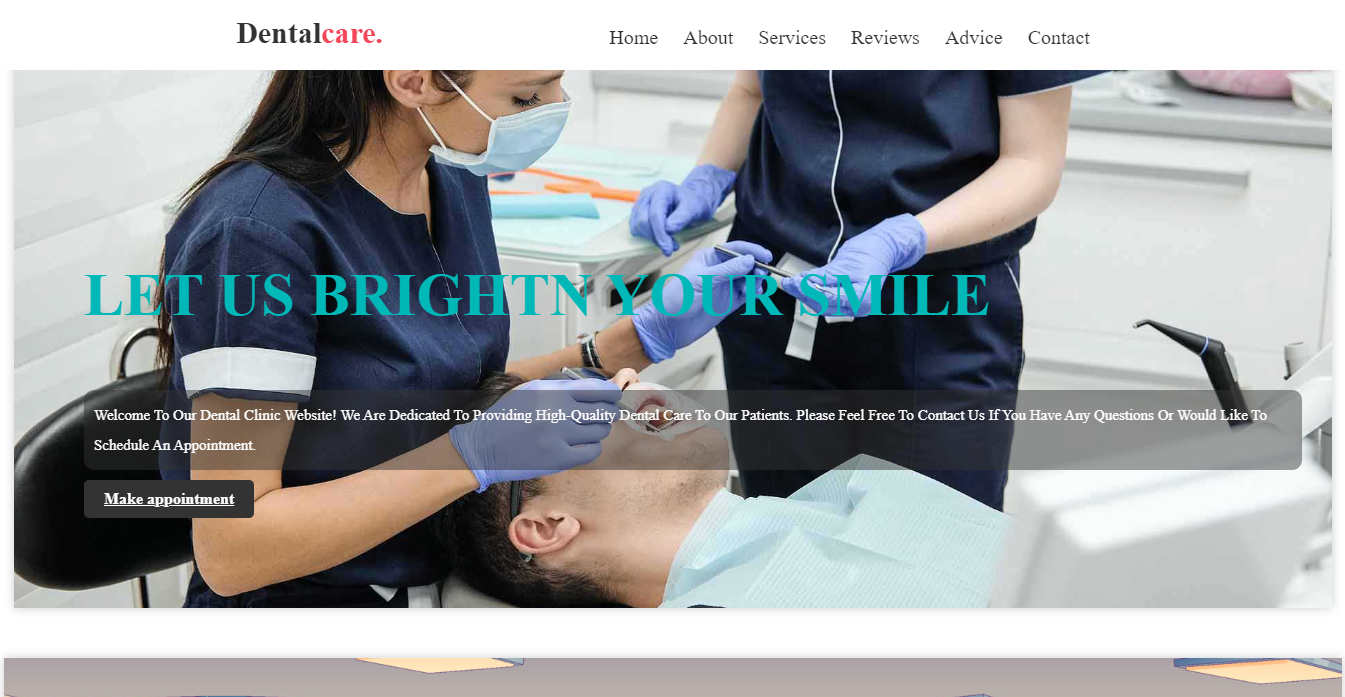 Dentalcare.
Home About Services Reviews Advice Contact
LET US BRIGHTN YOUR SMILE
Welcome To Our Dental Clinic Website! We Are Dedicated To Providing High-Quality Dental Care To Our Patients. Please Feel Free To Contact Us If You Have Any Questions Or Would Like To
Schedule An Appointment.
Make appointment